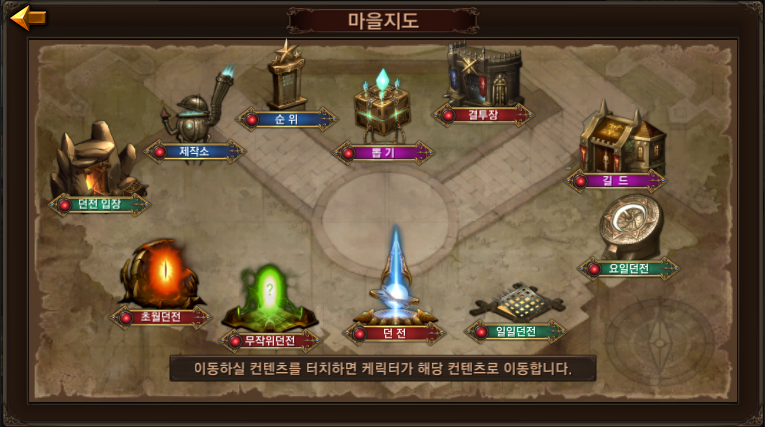 마을지도
순 위
결투장
제작소
뽑 기
길 드
던전 입장
요일던전
초월던전
무작위던전
던 전
일일던전
이동하실 컨텐츠를 터치하면 케릭터가 해당 컨텐츠로 이동합니다.